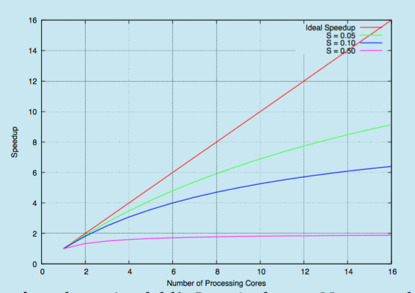 16
14
12
10
8
6
4
2
0
Speedup
Ideal Speedup
S = 0.05
S = 0.10
S = 0.50
0 2 4 6 8 10 12 14 16
Number of Processing Cores